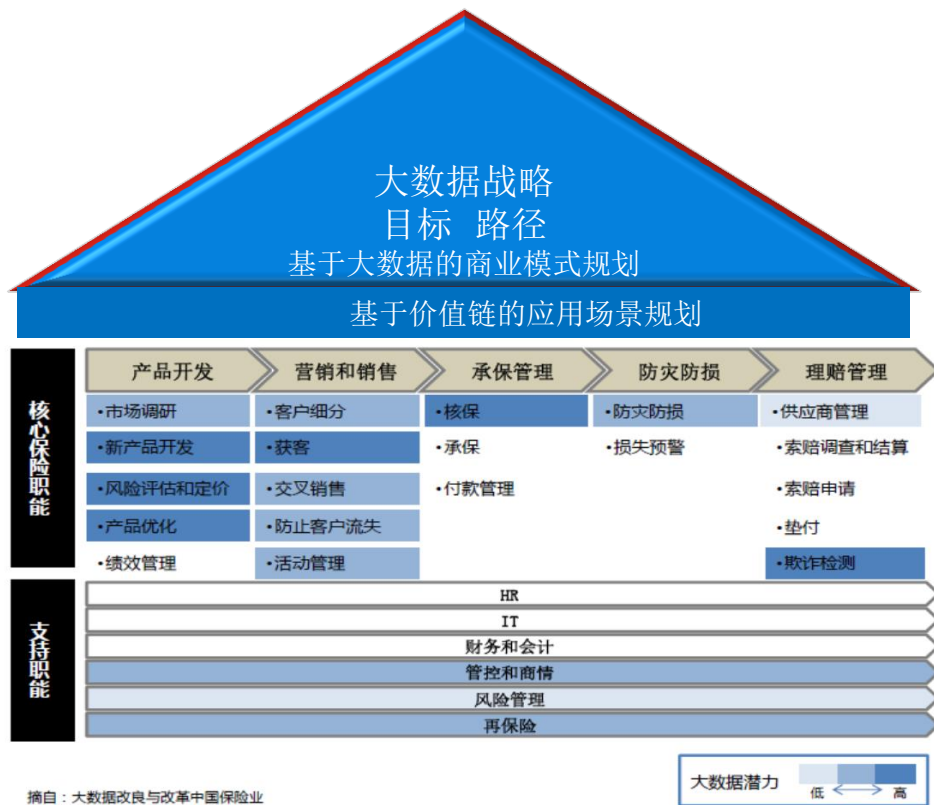 大数据战略
目标 路径
基于大数据的商业模式规划
基于价值链的应用场景规划
核心保险职能
产品开发
营销和销售
承保管理
防灾防损
理赔管理
•市场调研
•客户细分
•核保
•防灾防损
•供应商管理
•新产品开发
•获客
•承保
•损失预警
•索赔调查和结算
•风险评估和定价
•交叉销售
•付款管理
•索赔申请
•产品优化
•防止客户流失
•垫付
•绩效管理
•活动管理
•欺诈检测
支持职能
HR
IT
财务和会计
管控和商情
风险管理
再保险
大数据潜力
低
高
摘自：大数据改良与改革中国保险业